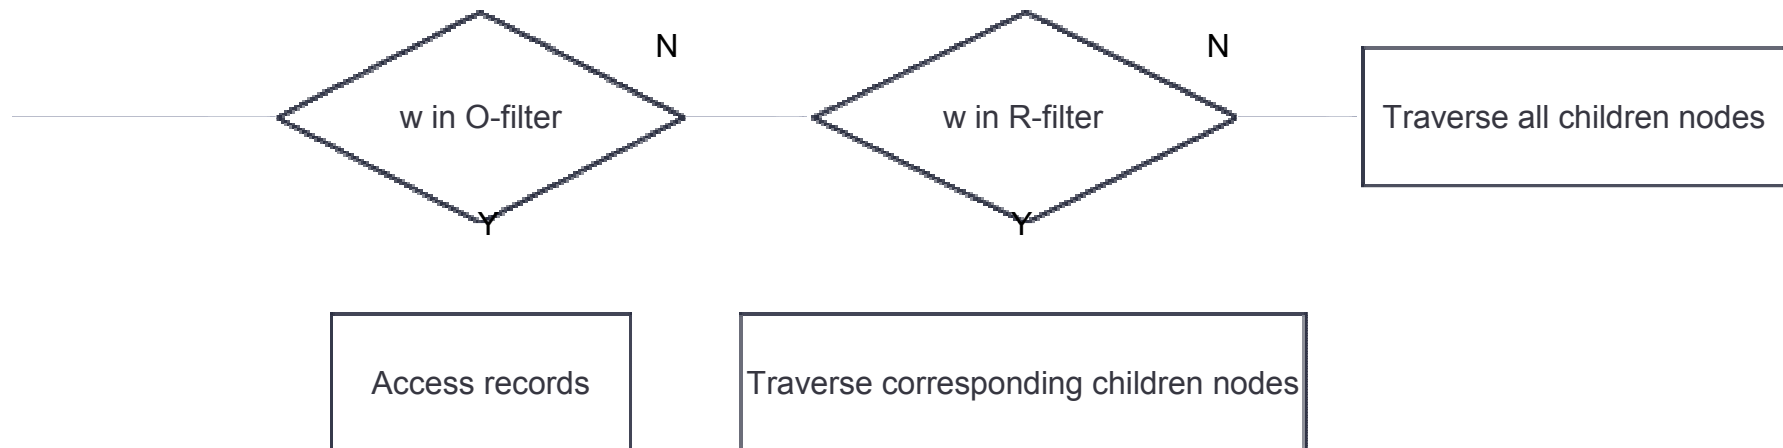 N
N
w in O-filter
w in R-filter
Traverse all children nodes
Y
Y
Access records
Traverse corresponding children nodes